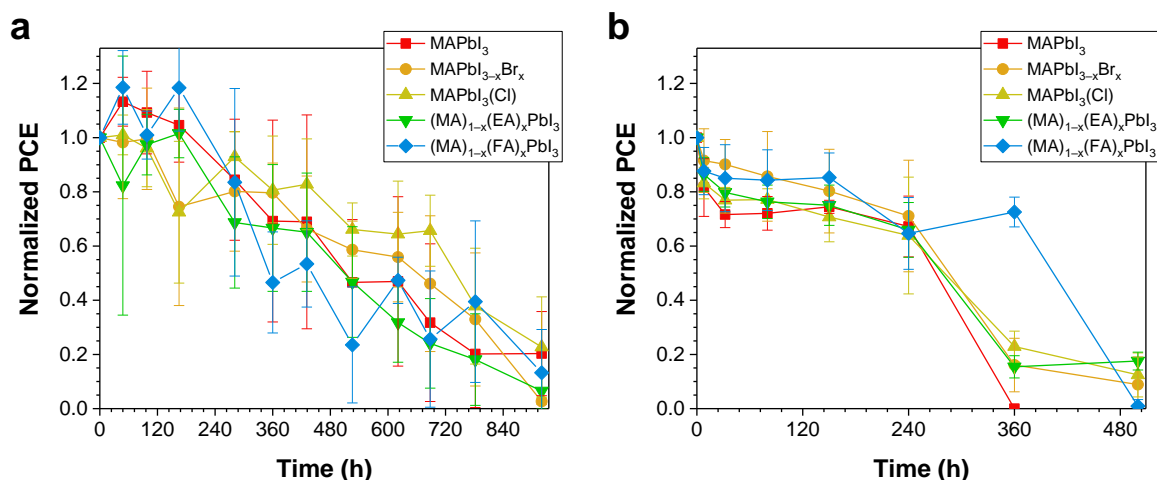 a
MAPbI₃
MAPbI₃₋ₓBrₓ
MAPbI₃(Cl)
(MA)₁₋ₓ(EA)ₓPbI₃
(MA)₁₋ₓ(FA)ₓPbI₃
Normalized PCE
1.2
1.0
0.8
0.6
0.4
0.2
0.0
0 120 240 360 480 600 720 840
Time (h)
b
MAPbI₃
MAPbI₃₋ₓBrₓ
MAPbI₃(Cl)
(MA)₁₋ₓ(EA)ₓPbI₃
(MA)₁₋ₓ(FA)ₓPbI₃
Normalized PCE
1.2
1.0
0.8
0.6
0.4
0.2
0.0
0 120 240 360 480
Time (h)